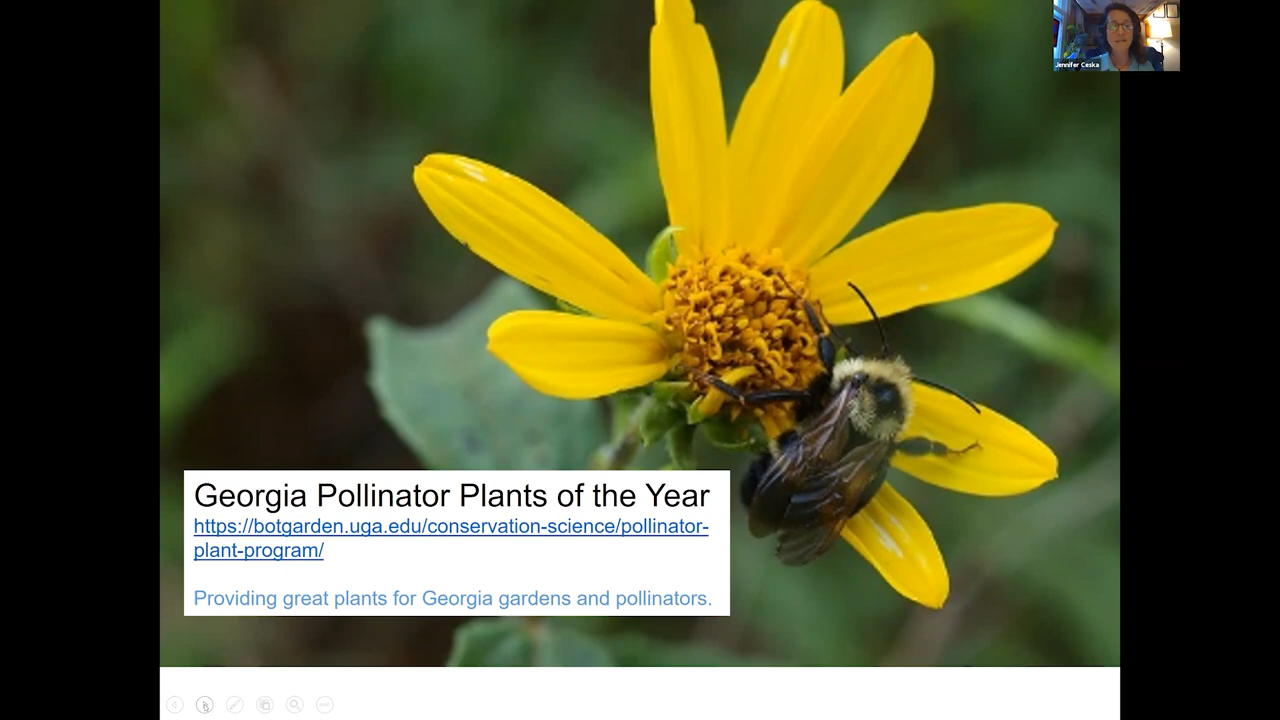 Jennifer Ceska
Georgia Pollinator Plants of the Year
https://botgarden.uga.edu/conservation-science/pollinator-
plant-program/
Providing great plants for Georgia gardens and pollinators.